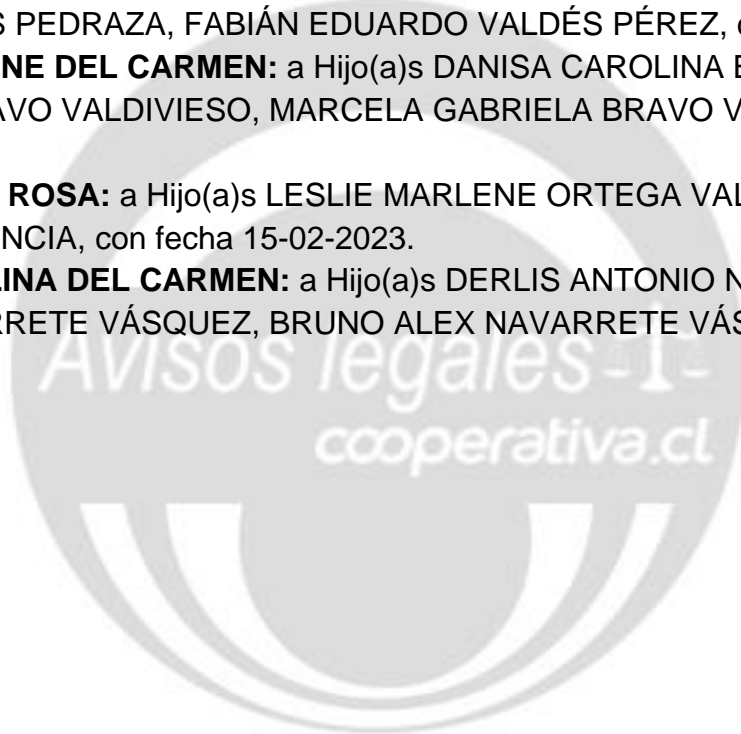 S PEDRAZA, FABIÁN EDUARDO VALDÉS PÉREZ,
NE DEL CARMEN: a Hijo(a)s DANISA CAROLINA
AVO VALDIVIESO, MARCELA GABRIELA BRAVO V
ROSA: a Hijo(a)s LESLIE MARLENE ORTEGA VAL
NCIA, con fecha 15-02-2023.
LINA DEL CARMEN: a Hijo(a)s DERLIS ANTONIO N
RRETE VÁSQUEZ, BRUNO ALEX NAVARRETE VÁS
Avisos legales
cooperativa.cl